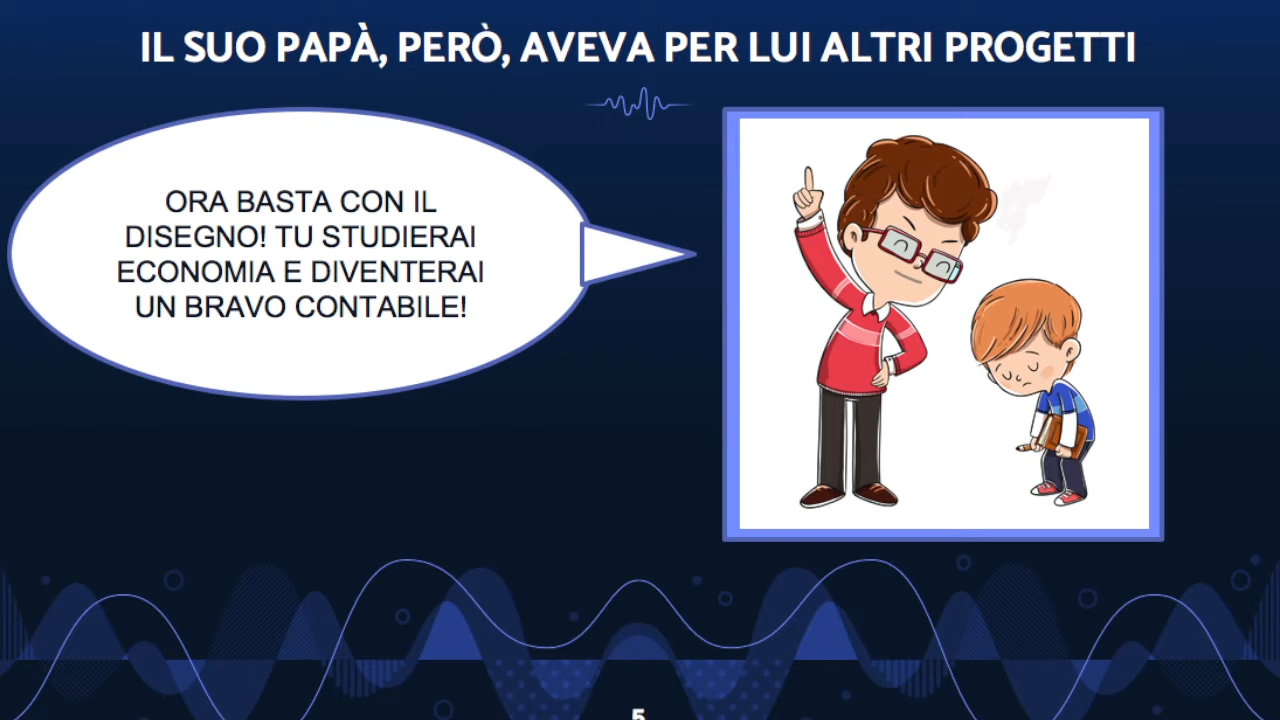 IL SUO PAPÀ, PERÒ, AVEVA PER LUI ALTRI PROGETTI
ORA BASTA CON IL
DISEGNO! TU STUDIERAI
ECONOMIA E DIVENTERAI
UN BRAVO CONTABILE!
5